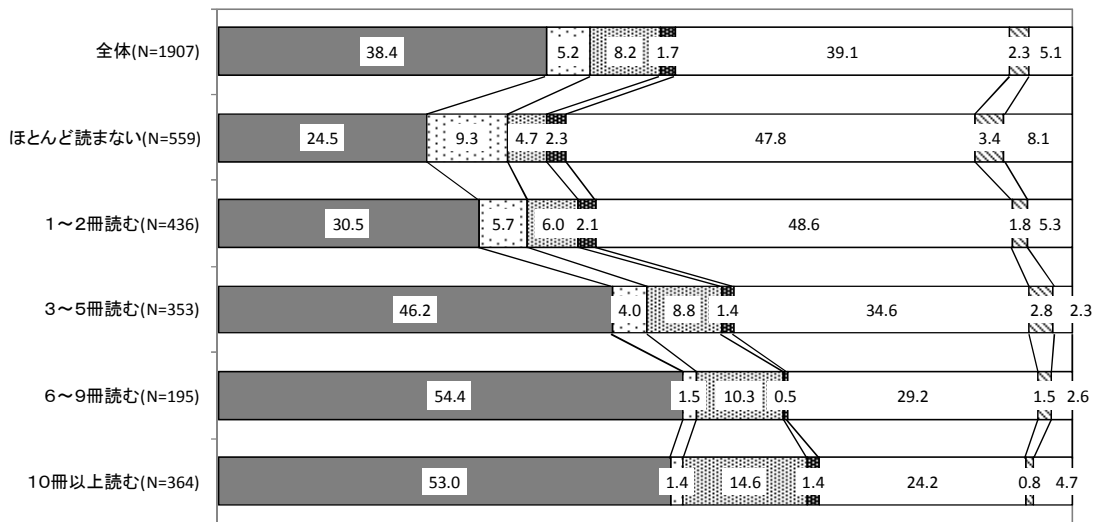 全体(N=1907) 38.4 5.2 8.2 1.7 39.1 2.3 5.1
ほとんど読まない(N=559) 24.5 9.3 4.7 2.3 47.8 3.4 8.1
１～２冊読む(N=436) 30.5 5.7 6.0 2.1 48.6 1.8 5.3
３～５冊読む(N=353) 46.2 4.0 8.8 1.4 34.6 2.8 2.3
６～９冊読む(N=195) 54.4 1.5 10.3 0.5 29.2 1.5 2.6
１０冊以上読む(N=364) 53.0 1.4 14.6 1.4 24.2 0.8 4.7